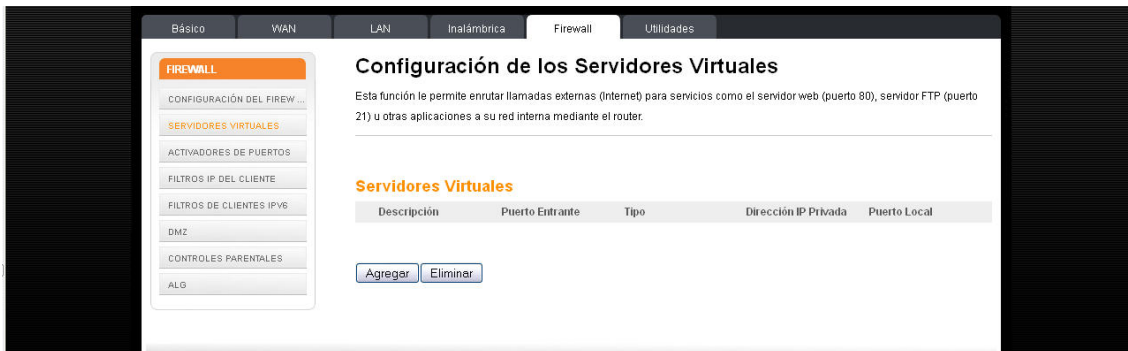 Básico WAN LAN Inalámbrica Firewall Utilidades
FIREWALL
CONFIGURACIÓN DEL FIREW ...
SERVIDORES VIRTUALES
ACTIVADORES DE PUERTOS
FILTROS IP DEL CLIENTE
FILTROS DE CLIENTES IPV6
DMZ
CONTROLES PARENTALES
ALG
Configuración de los Servidores Virtuales
Esta función le permite enrutar llamadas externas (Internet) para servicios como el servidor web (puerto 80), servidor FTP (puerto
21) u otras aplicaciones a su red interna mediante el router.
Servidores Virtuales
Descripción Puerto Entrante Tipo Dirección IP Privada Puerto Local
Agregar Eliminar